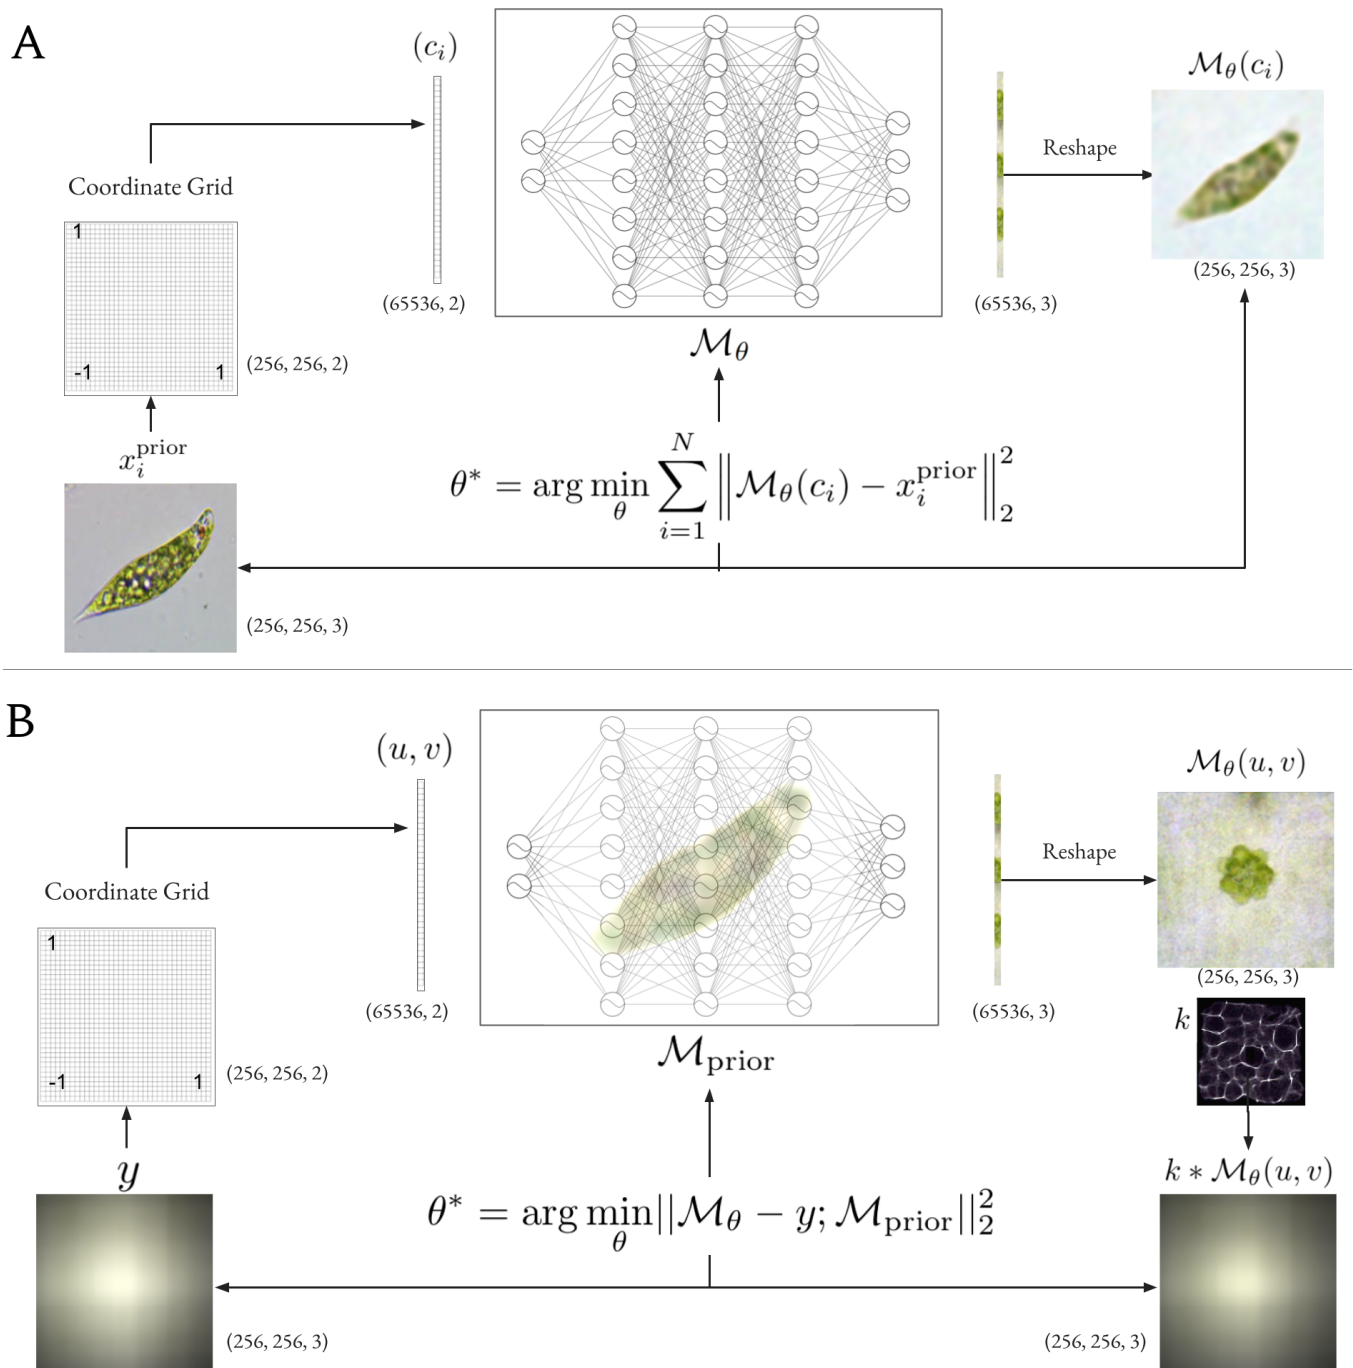 A
(c_i)
M_θ(c_i)
Reshape
Coordinate Grid
1
-1 1
(256, 256, 2)
(65536, 2)
(65536, 3)
(256, 256, 3)
M_θ
x_i^prior
θ* = arg min_θ ∑_{i=1}^{N} ‖M_θ(c_i) − x_i^prior‖_2^2
(256, 256, 3)
B
(u, v)
M_θ(u, v)
Reshape
Coordinate Grid
1
-1 1
(256, 256, 2)
(65536, 2)
(65536, 3)
(256, 256, 3)
k
M_prior
y
k * M_θ(u, v)
θ* = arg min_θ ||M_θ − y; M_prior||_2^2
(256, 256, 3)
(256, 256, 3)